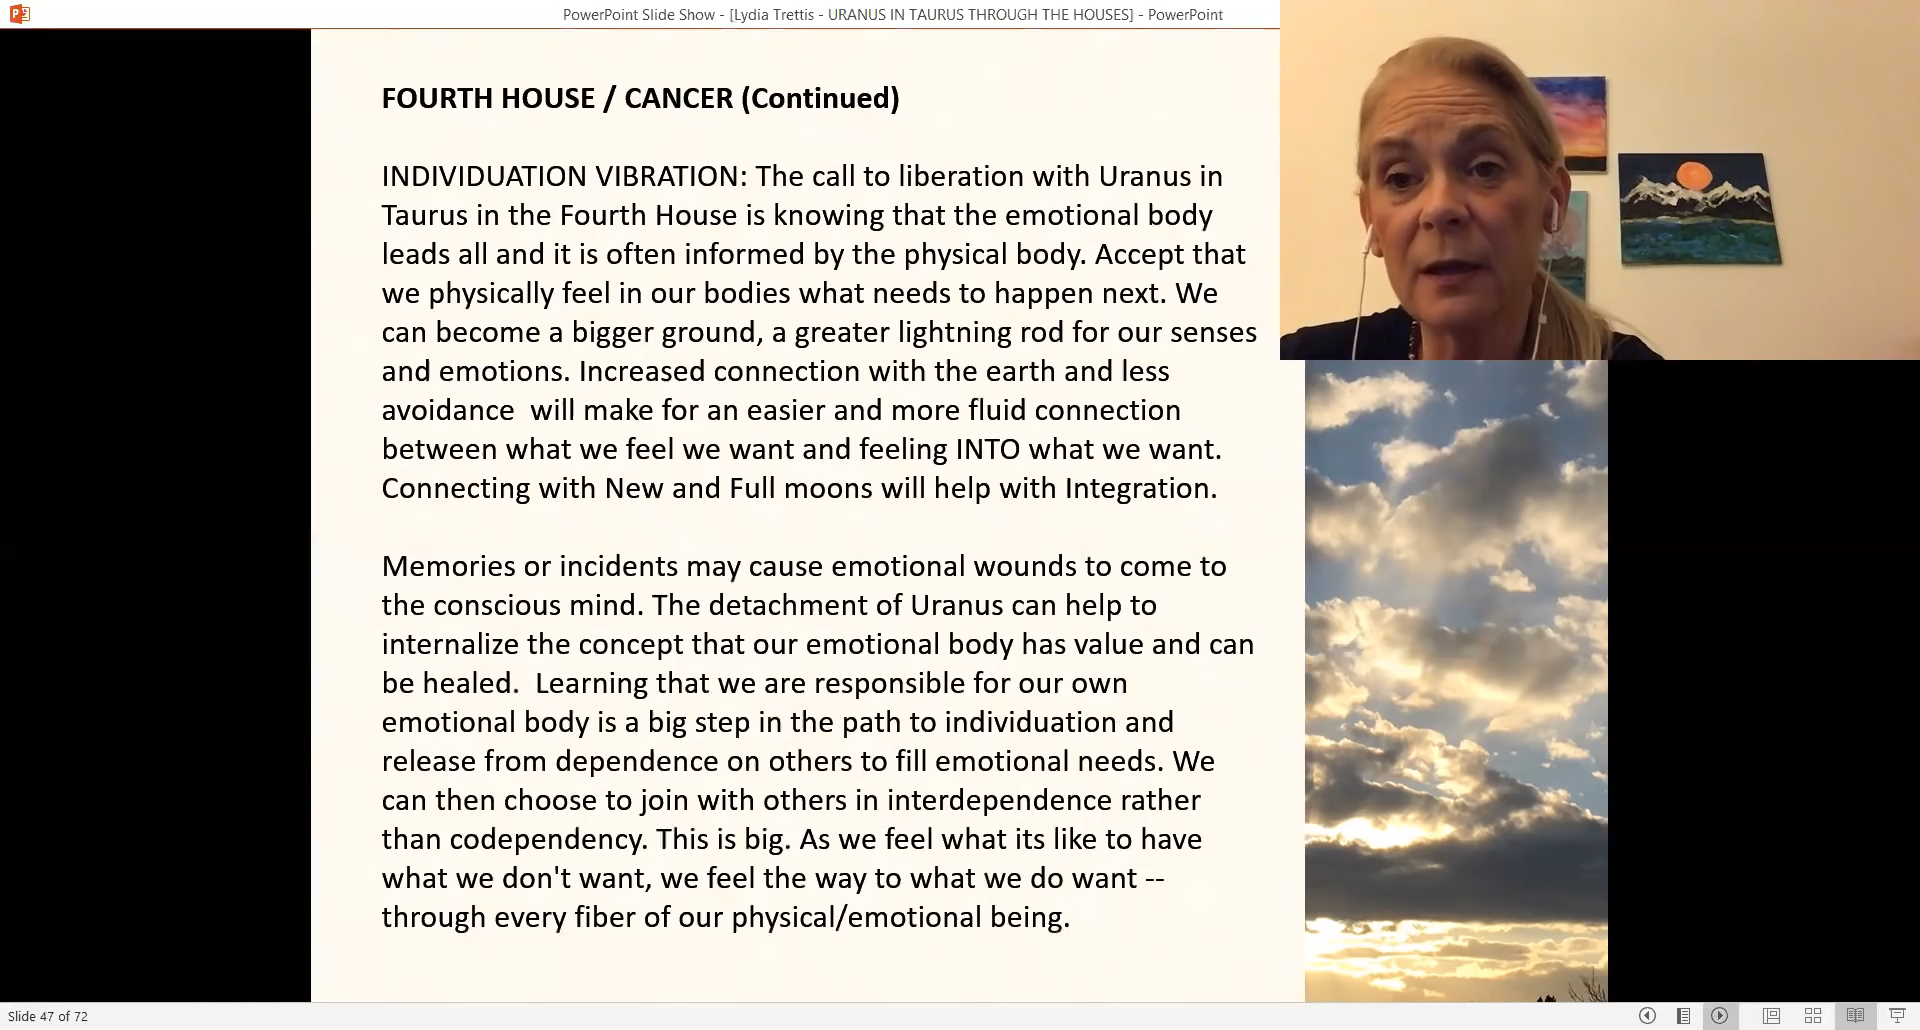 PowerPoint Slide Show - [Lydia Trettis - URANUS IN TAURUS THROUGH THE HOUSES] - PowerPoint
FOURTH HOUSE / CANCER (Continued)
INDIVIDUATION VIBRATION: The call to liberation with Uranus in
Taurus in the Fourth House is knowing that the emotional body
leads all and it is often informed by the physical body. Accept that
we physically feel in our bodies what needs to happen next. We
can become a bigger ground, a greater lightning rod for our senses
and emotions. Increased connection with the earth and less
avoidance  will make for an easier and more fluid connection
between what we feel we want and feeling INTO what we want.
Connecting with New and Full moons will help with Integration.
Memories or incidents may cause emotional wounds to come to
the conscious mind. The detachment of Uranus can help to
internalize the concept that our emotional body has value and can
be healed.  Learning that we are responsible for our own
emotional body is a big step in the path to individuation and
release from dependence on others to fill emotional needs. We
can then choose to join with others in interdependence rather
than codependency. This is big. As we feel what its like to have
what we don't want, we feel the way to what we do want --
through every fiber of our physical/emotional being.
Slide 47 of 72